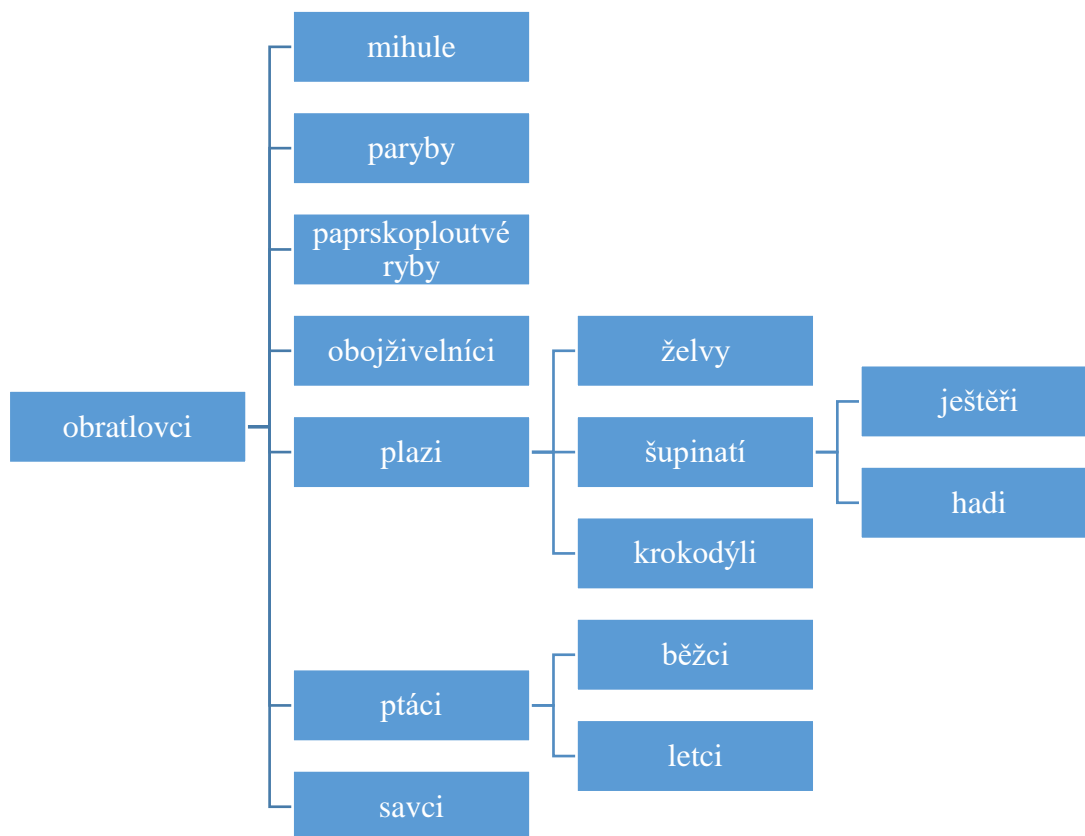 mihule
paryby
paprskoploutvé
ryby
obojživelníci
želvy
ještěři
obratlovci
plazi
šupinatí
hadi
krokodýli
běžci
ptáci
letci
savci